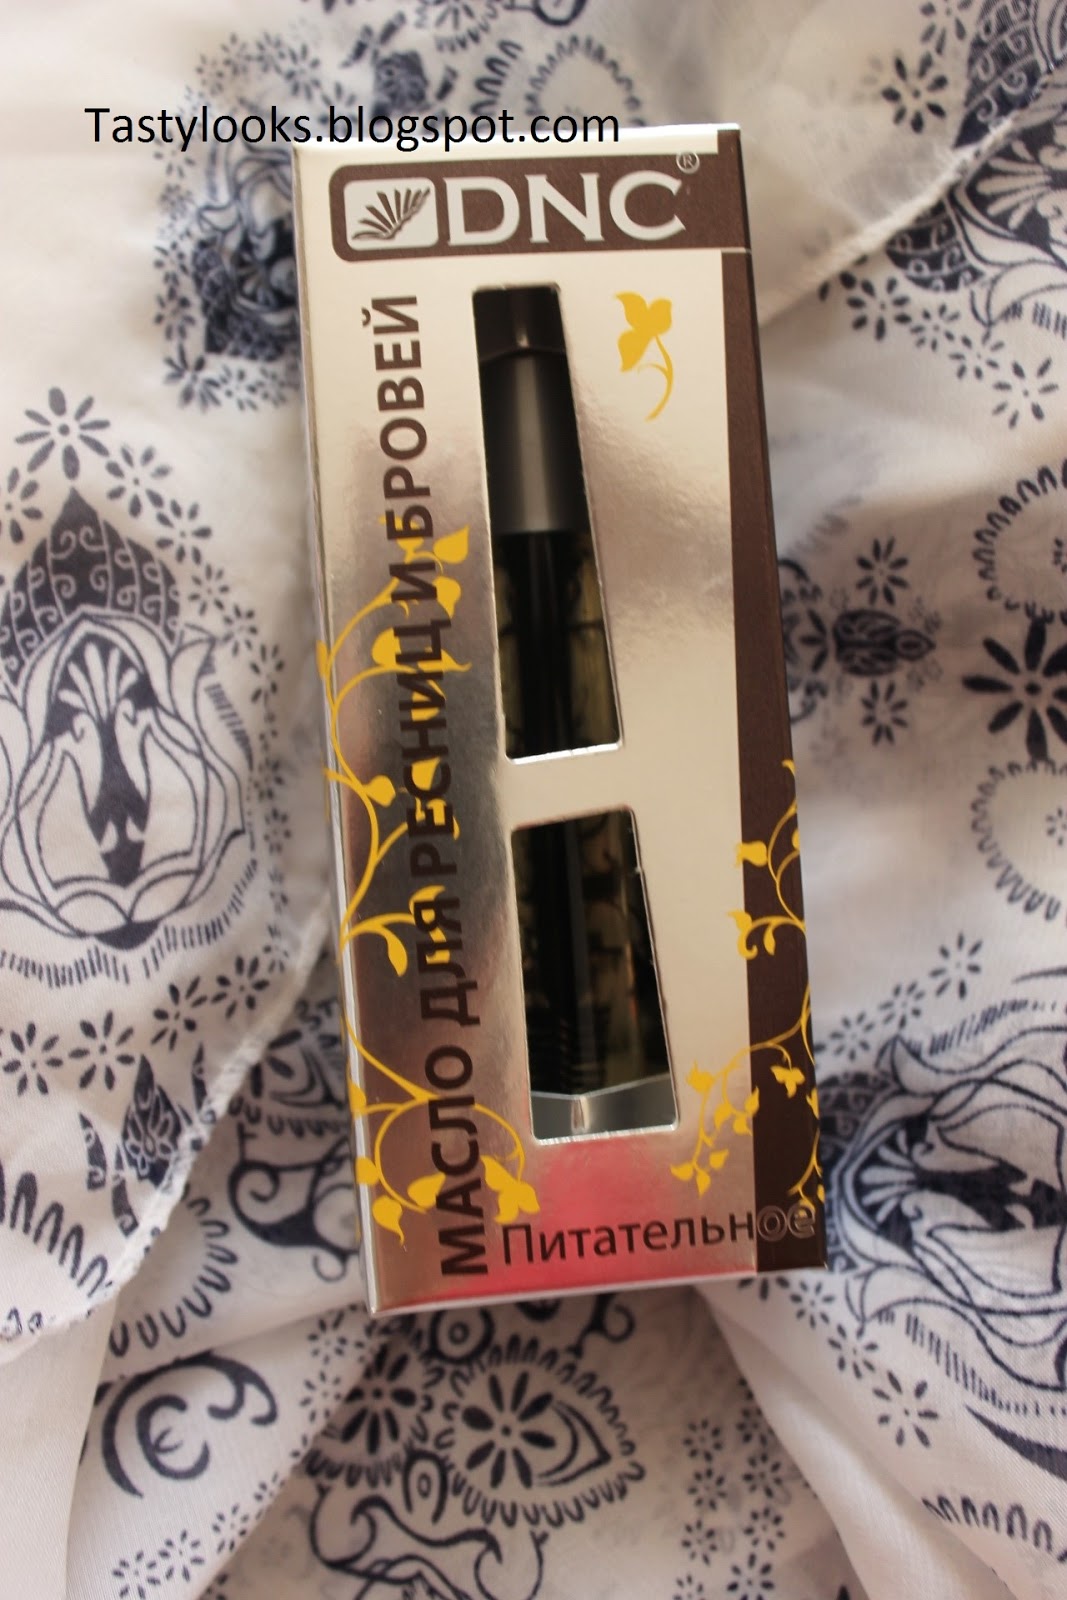 Tastylooks.blogspot.com
DNC®
МАСЛО ДЛЯ РЕСНИЦ И БРОВЕЙ
Питательное